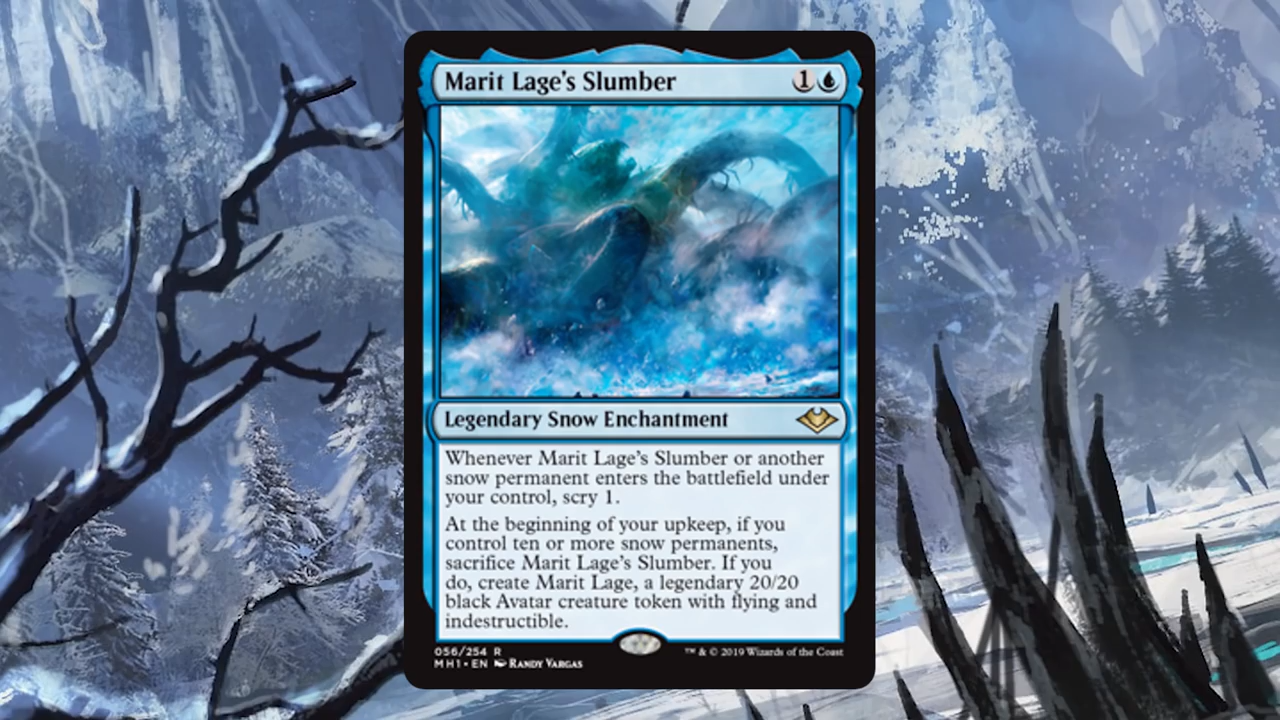 Marit Lage's Slumber 1
Legendary Snow Enchantment
Whenever Marit Lage's Slumber or another
snow permanent enters the battlefield under
your control, scry 1.
At the beginning of your upkeep, if you
control ten or more snow permanents,
sacrifice Marit Lage's Slumber. If you
do, create Marit Lage, a legendary 20/20
black Avatar creature token with flying and
indestructible.
056/254 R
MH1 • EN RANDY VARGAS
™ & © 2019 Wizards of the Coast